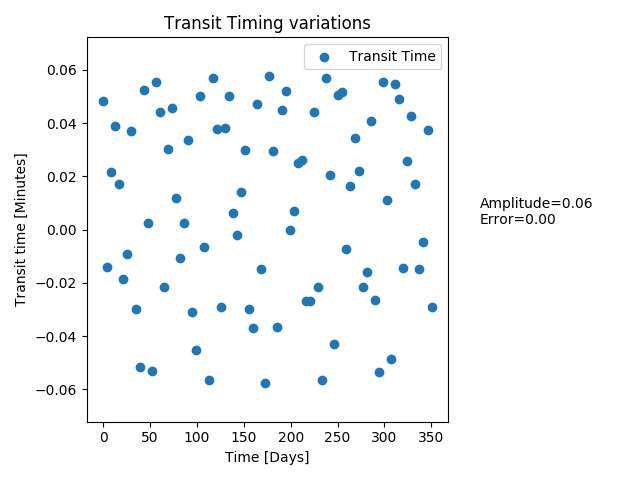 Transit Timing variations
Transit Time
0.06
0.04
0.02
0.00
−0.02
−0.04
−0.06
Transit time [Minutes]
Amplitude=0.06
Error=0.00
0 50 100 150 200 250 300 350
Time [Days]